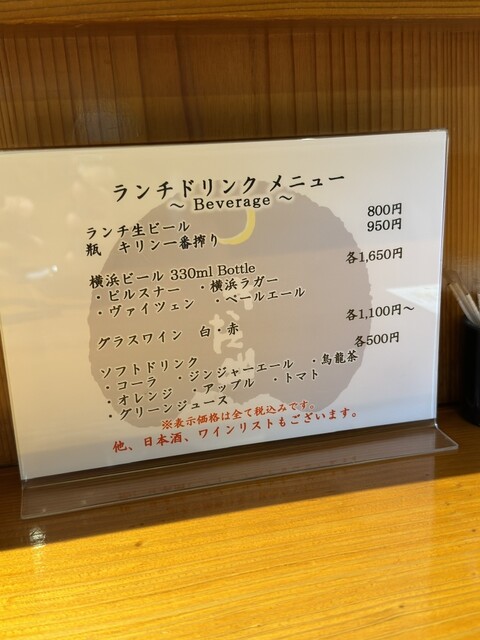 ランチドリンク メニュー
～ Beverage ～
ランチ生ビール 800円
瓶 キリン一番搾り 950円
横浜ビール 330ml Bottle 各1,650円
・ピルスナー ・横浜ラガー
・ヴァイツェン ・ペールエール
グラスワイン 白・赤 各1,100円～
ソフトドリンク 各500円
・コーラ ・ジンジャーエール ・烏龍茶
・オレンジ ・アップル ・トマト
・グリーンジュース
※表示価格は全て税込みです。
他、日本酒、ワインリストもございます。